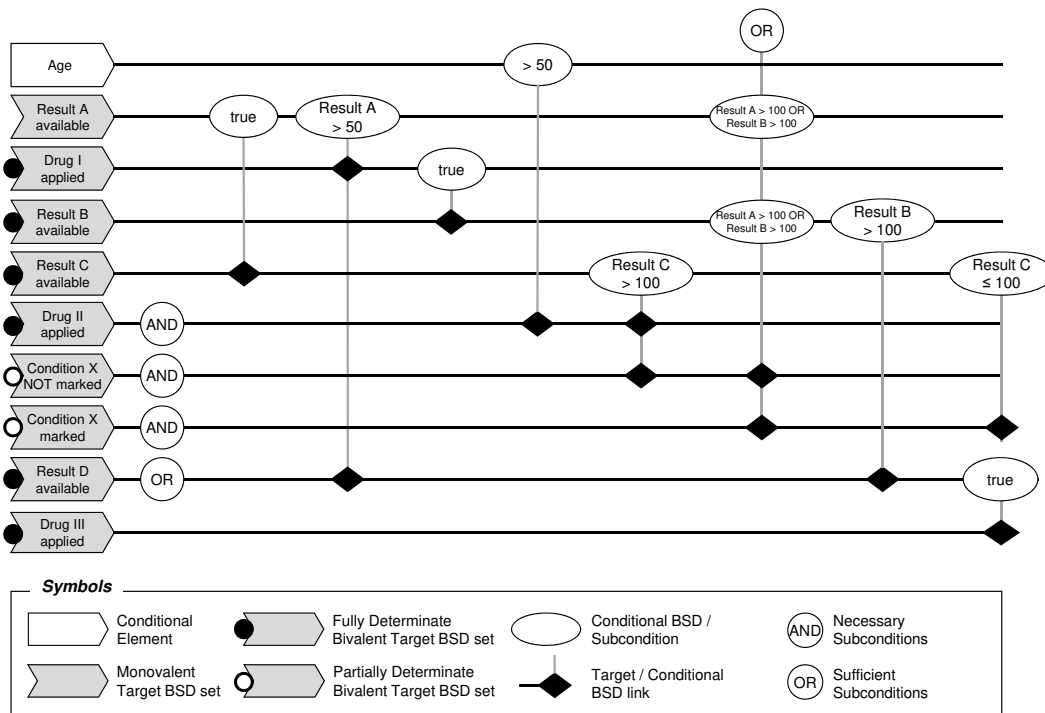 OR
Age
> 50
Result A
available
true
Result A
> 50
Result A > 100 OR
Result B > 100
Drug I
applied
true
Result B
available
Result A > 100 OR
Result B > 100
Result B
> 100
Result C
available
Result C
> 100
Result C
≤ 100
Drug II
applied
AND
Condition X
NOT marked
AND
Condition X
marked
AND
Result D
available
OR
true
Drug III
applied
Symbols
Conditional
Element
Fully Determinate
Bivalent Target BSD set
Conditional BSD /
Subcondition
AND
Necessary
Subconditions
Monovalent
Target BSD set
Partially Determinate
Bivalent Target BSD set
Target / Conditional
BSD link
OR
Sufficient
Subconditions